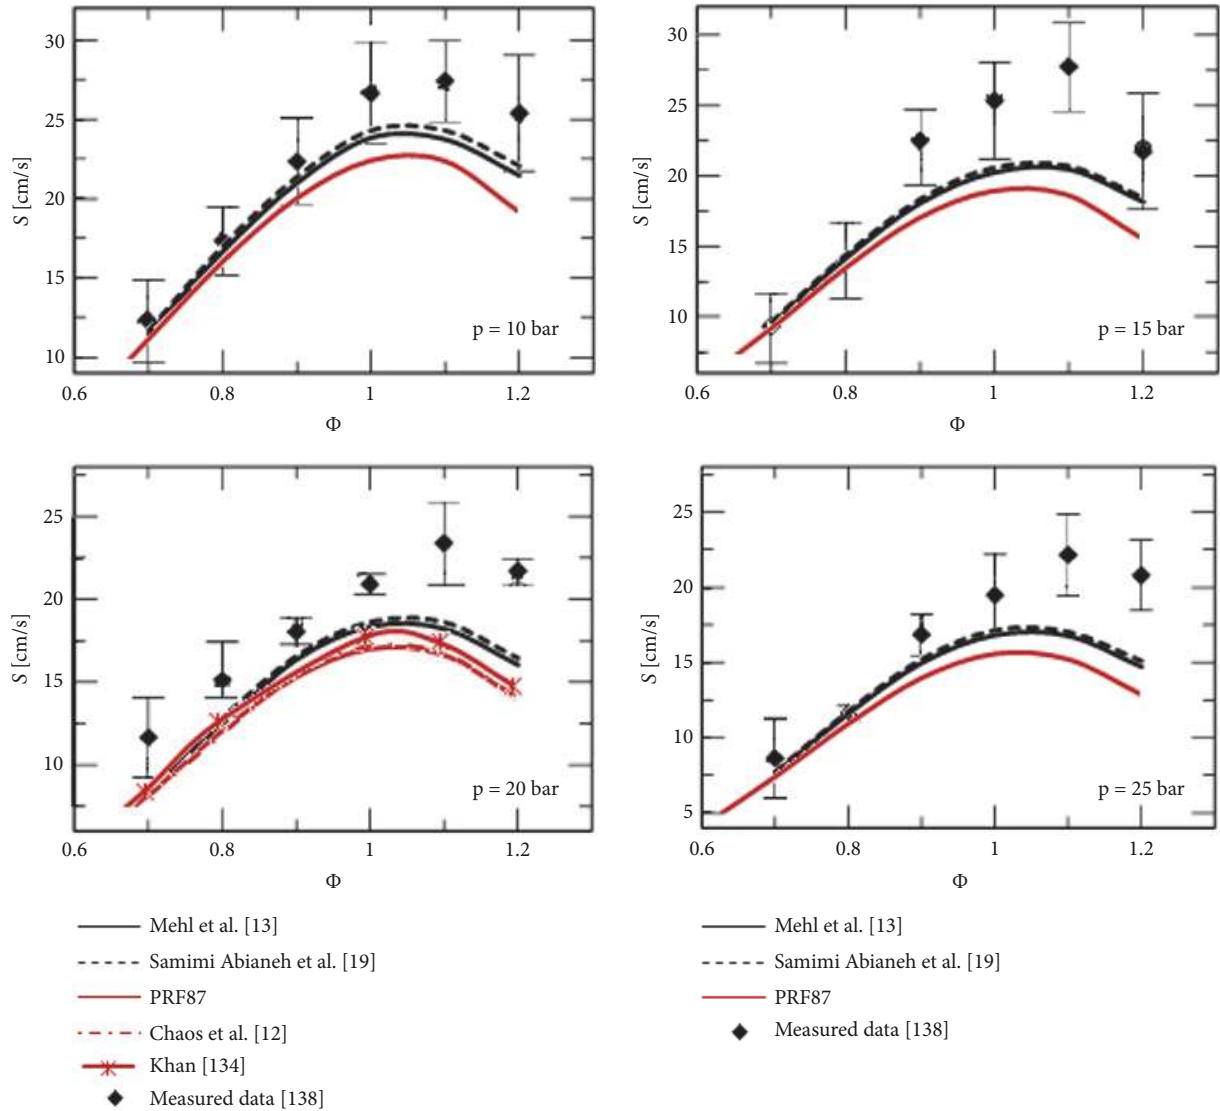 30
25
20
15
10
S [cm/s]
p = 10 bar
0.6 0.8 1 1.2
Φ
30
25
20
15
10
S [cm/s]
p = 15 bar
0.6 0.8 1 1.2
Φ
25
20
15
10
S [cm/s]
p = 20 bar
0.6 0.8 1 1.2
Φ
25
20
15
10
5
S [cm/s]
p = 25 bar
0.6 0.8 1 1.2
Φ
Mehl et al. [13]
Samimi Abianeh et al. [19]
PRF87
Chaos et al. [12]
Khan [134]
Measured data [138]
Mehl et al. [13]
Samimi Abianeh et al. [19]
PRF87
Measured data [138]